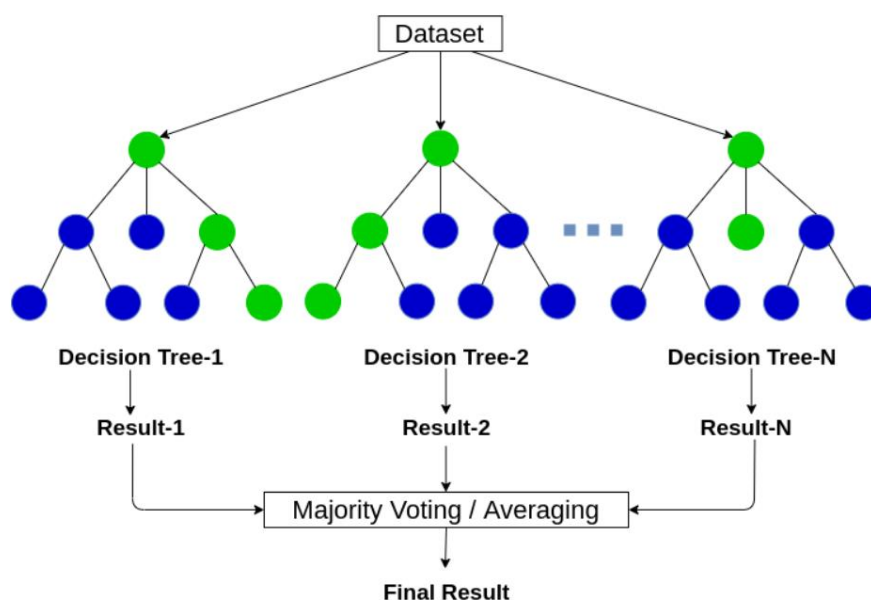 Dataset
Decision Tree-1
Decision Tree-2
Decision Tree-N
Result-1
Result-2
Result-N
Majority Voting / Averaging
Final Result